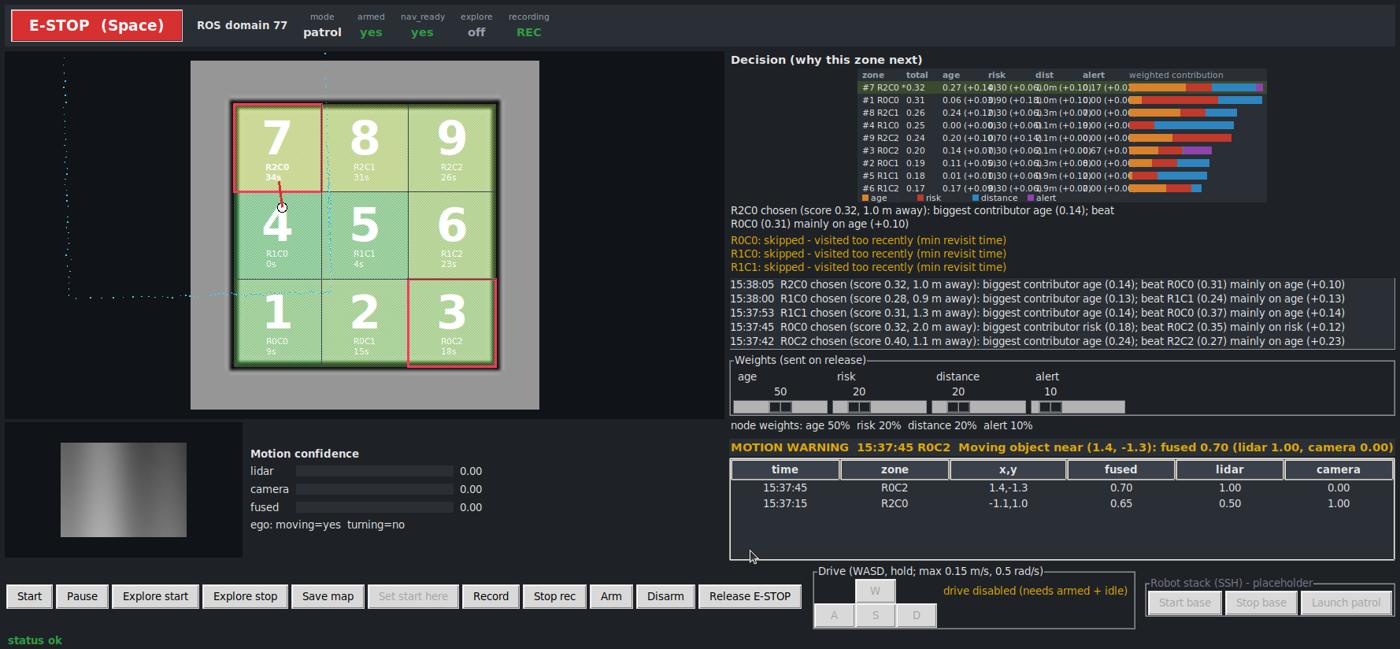 E-STOP (Space)
ROS domain 77
mode armed nav_ready explore recording
patrol yes yes off REC
7 8 9
R2C0 R2C1 R2C2
34s 31s 26s
4 5 6
R1C0 R1C1 R1C2
0s 4s 23s
1 2 3
R0C0 R0C1 R0C2
9s 15s 18s
Decision (why this zone next)
zone total age risk dist alert weighted contribution
#7 R2C0 *0.32 0.27
#1 R0C0 0.31 0.06
#8 R2C1 0.26 0.24
#4 R1C0 0.25 0.00
#9 R2C2 0.24 0.20
#3 R0C2 0.20 0.14
#2 R0C1 0.19 0.11
#5 R1C1 0.18 0.01
#6 R1C2 0.17 0.17
age risk distance alert
R2C0 chosen (score 0.32, 1.0 m away): biggest contributor age (0.14); beat
R0C0 (0.31) mainly on age (+0.10)
R0C0: skipped - visited too recently (min revisit time)
R1C0: skipped - visited too recently (min revisit time)
R1C1: skipped - visited too recently (min revisit time)
15:38:05 R2C0 chosen (score 0.32, 1.0 m away): biggest contributor age (0.14); beat R0C0 (0.31) mainly on age (+0.10)
15:38:00 R1C0 chosen (score 0.28, 0.9 m away): biggest contributor age (0.13); beat R1C1 (0.24) mainly on age (+0.13)
15:37:53 R1C1 chosen (score 0.31, 1.3 m away): biggest contributor age (0.14); beat R0C0 (0.37) mainly on age (+0.14)
15:37:45 R0C0 chosen (score 0.32, 2.0 m away): biggest contributor risk (0.18); beat R0C2 (0.35) mainly on risk (+0.12)
15:37:42 R0C2 chosen (score 0.40, 1.1 m away): biggest contributor age (0.24); beat R2C2 (0.27) mainly on age (+0.23)
Weights (sent on release)
age risk distance alert
50 20 20 10
node weights: age 50% risk 20% distance 20% alert 10%
MOTION WARNING 15:37:45 R0C2 Moving object near (1.4, -1.3): fused 0.70 (lidar 1.00, camera 0.00)
time zone x,y fused lidar camera
15:37:45 R0C2 1.4,-1.3 0.70 1.00 0.00
15:37:15 R2C0 -1.1,1.0 0.65 0.50 1.00
Motion confidence
lidar 0.00
camera 0.00
fused 0.00
ego: moving=yes turning=no
Start Pause Explore start Explore stop Save map Set start here Record Stop rec Arm Disarm Release E-STOP
Drive (WASD, hold; max 0.15 m/s, 0.5 rad/s)
W
A S D
drive disabled (needs armed + idle)
Robot stack (SSH) - placeholder
Start base Stop base Launch patrol
status ok